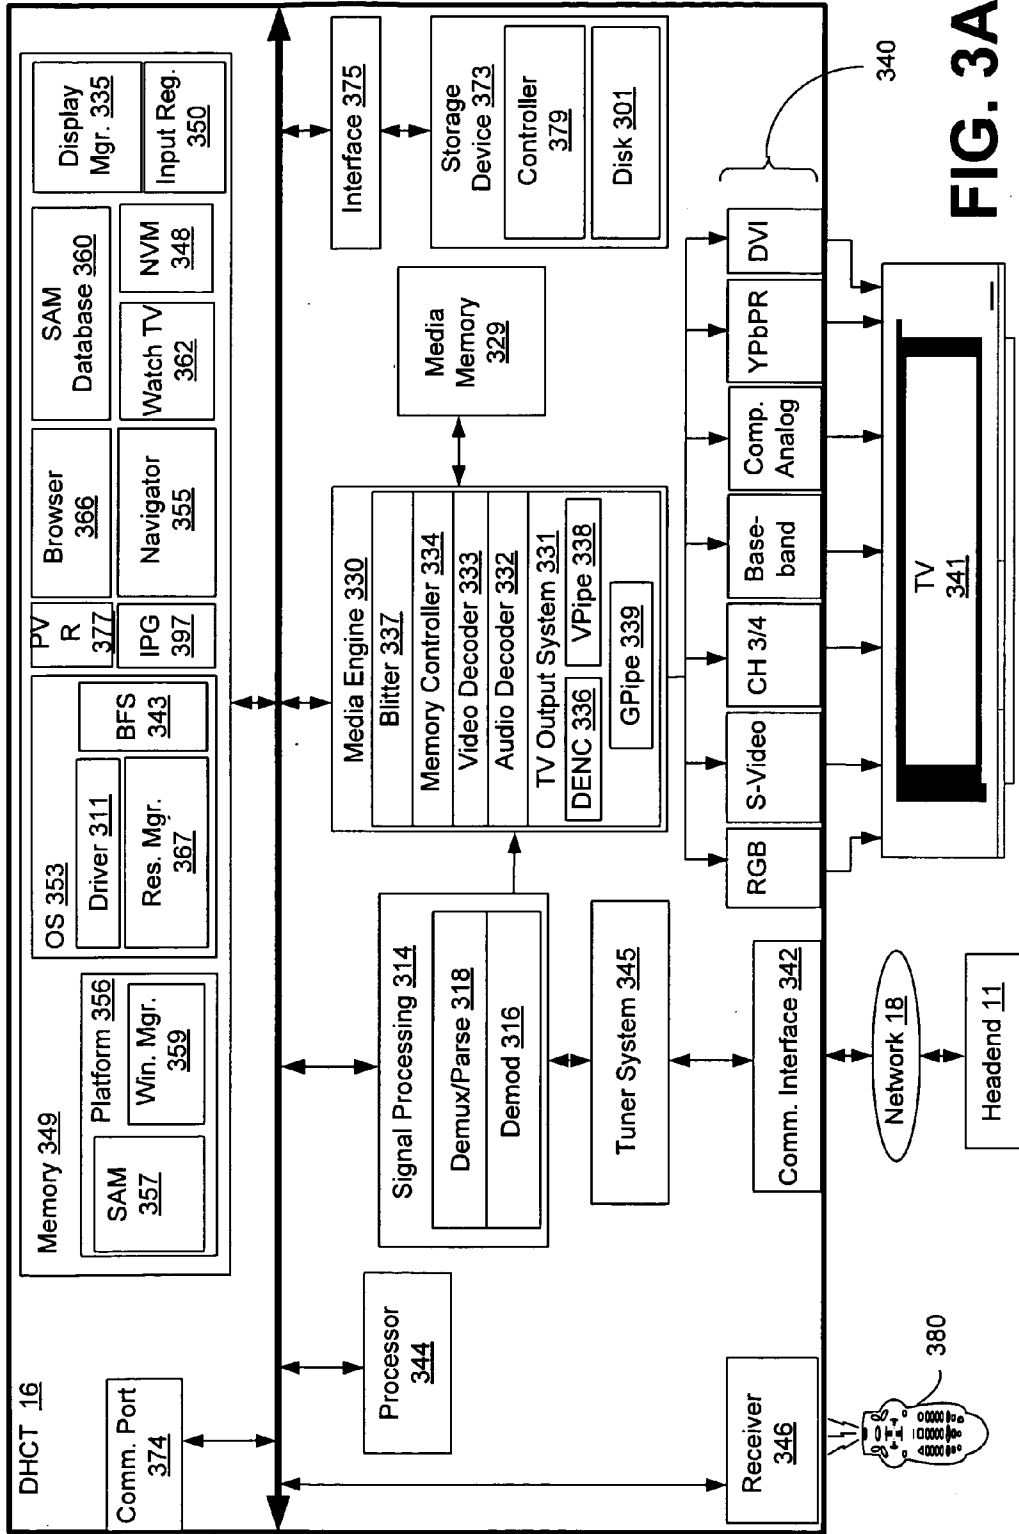 DHCT 16
Comm. Port
374
Memory 349
SAM
357
Platform 356
Win. Mgr.
359
OS 353
Driver 311
Res. Mgr.
367
BFS
343
PV
R
377
IPG
397
Browser
366
Navigator
355
SAM
Database 360
Watch TV
362
NVM
348
Display
Mgr. 335
Input Reg.
350
Processor
344
Signal Processing 314
Demux/Parse 318
Demod 316
Tuner System 345
Comm. Interface 342
Media Engine 330
Blitter 337
Memory Controller 334
Video Decoder 333
Audio Decoder 332
TV Output System 331
DENC 336
VPipe 338
GPipe 339
Media
Memory
329
Interface 375
Storage
Device 373
Controller
379
Disk 301
Receiver
346
RGB
S-Video
CH 3/4
Base-
band
Comp.
Analog
YPbPR
DVI
340
380
Network 18
Headend 11
TV
341
FIG. 3A